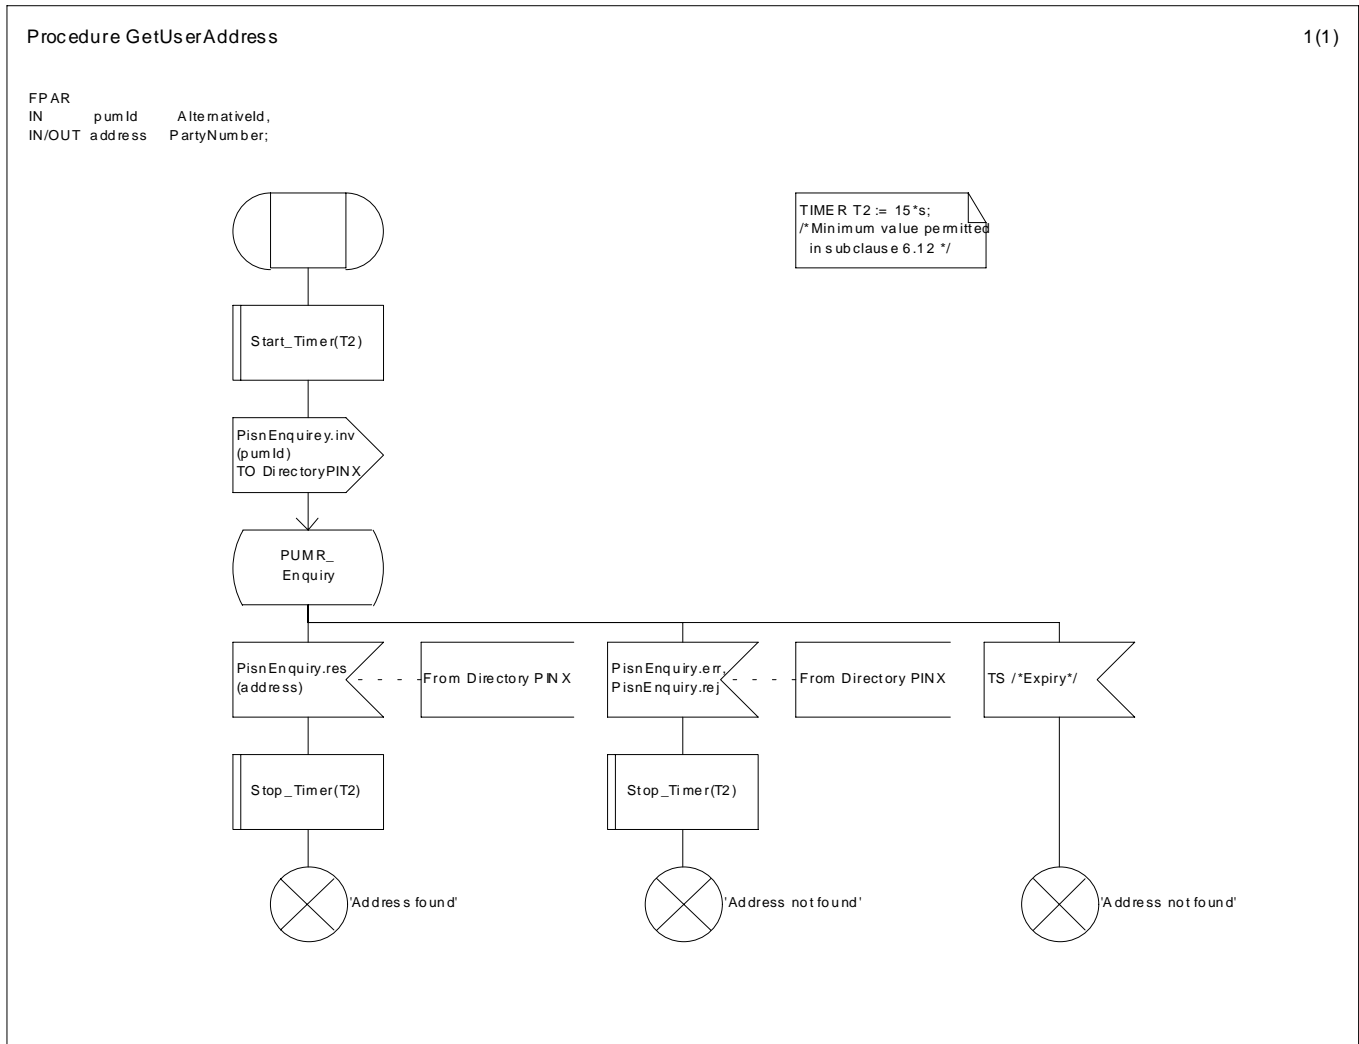 Procedure GetUserAddress
1(1)
FPAR
IN pumId AlternativeId,
IN/OUT address PartyNumber;
TIMER T2 := 15*s;
/*Minimum value permitted
in subclause 6.12 */
Start_Timer(T2)
PisnEnquirey.inv
(pumId)
TO DirectoryPINX
PUMR_
Enquiry
PisnEnquiry.res
(address)
From Directory PINX
PisnEnquiry.err,
PisnEnquiry.rej
From Directory PINX
TS /*Expiry*/
Stop_Timer(T2)
Stop_Timer(T2)
'Address found'
'Address not found'
'Address not found'